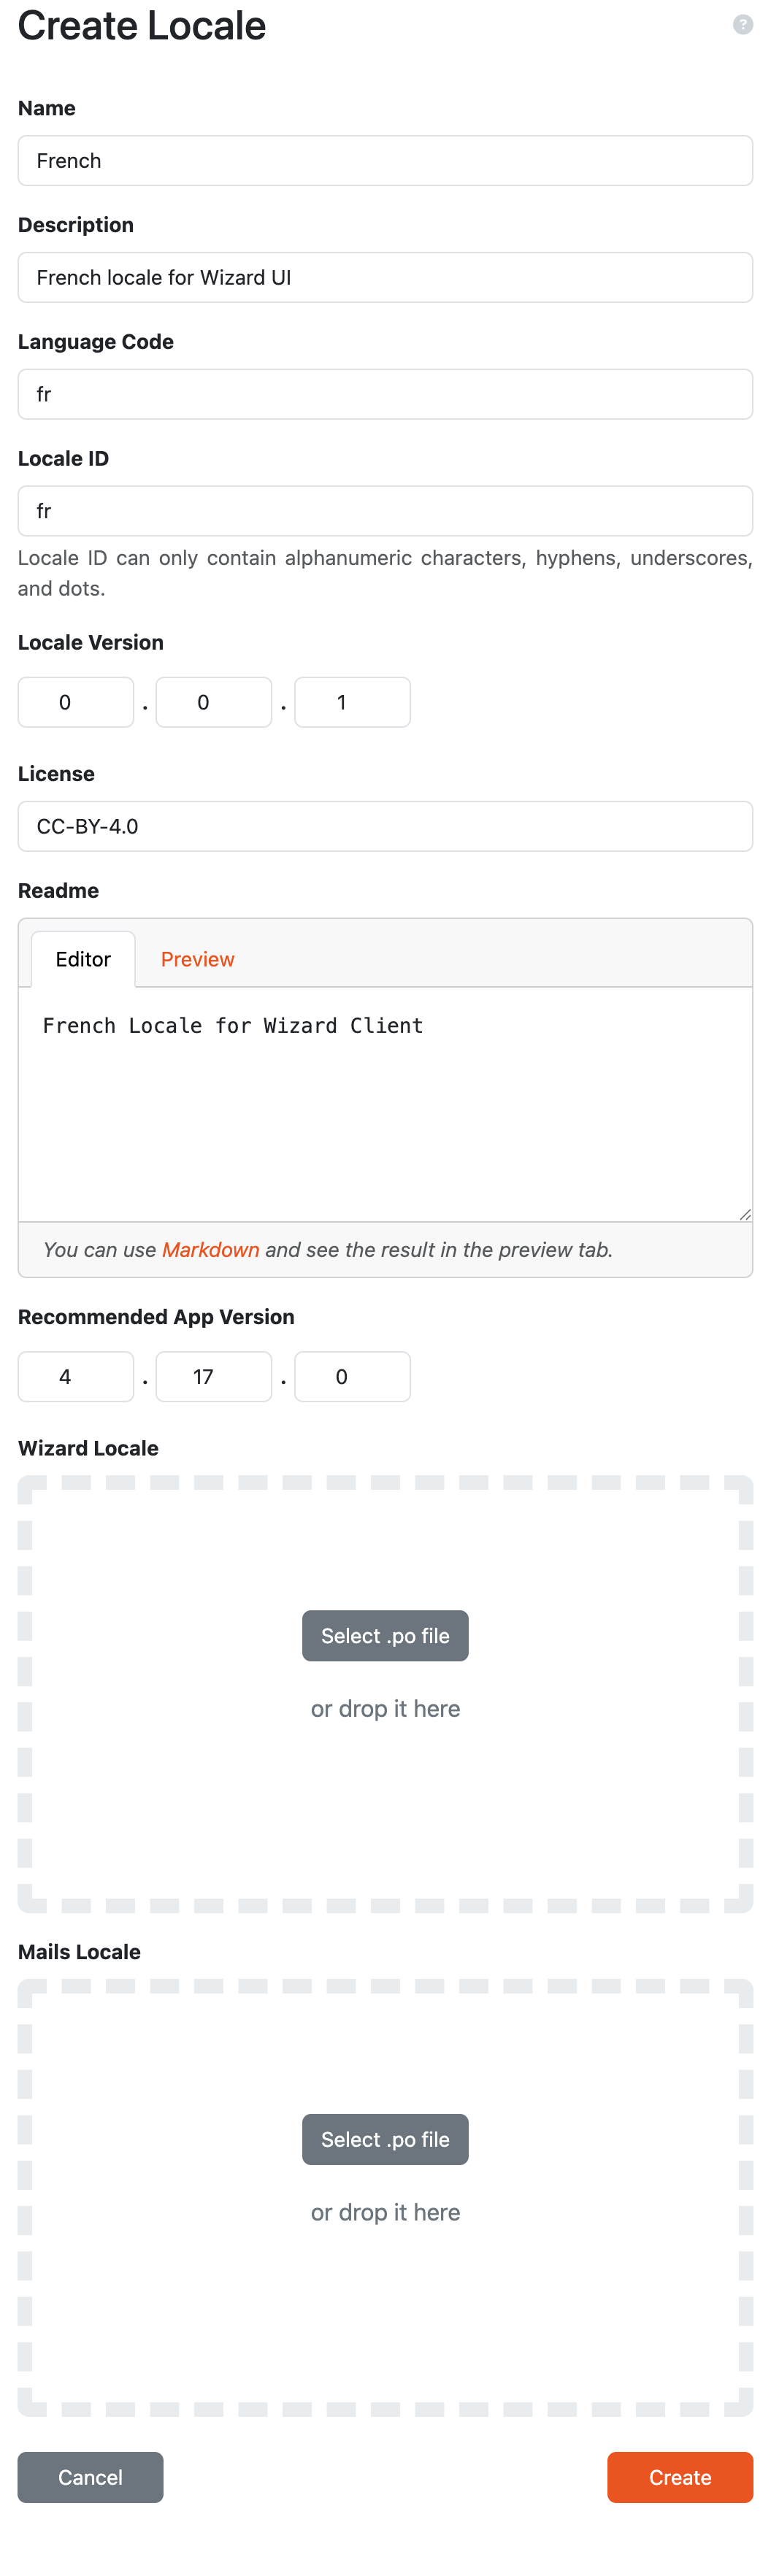 Create Locale
?
Name
French
Description
French locale for Wizard UI
Language Code
fr
Locale ID
fr
Locale ID can only contain alphanumeric characters, hyphens, underscores,
and dots.
Locale Version
0 . 0 . 1
License
CC-BY-4.0
Readme
Editor Preview
French Locale for Wizard Client
You can use Markdown and see the result in the preview tab.
Recommended App Version
4 . 17 . 0
Wizard Locale
Select .po file
or drop it here
Mails Locale
Select .po file
or drop it here
Cancel Create